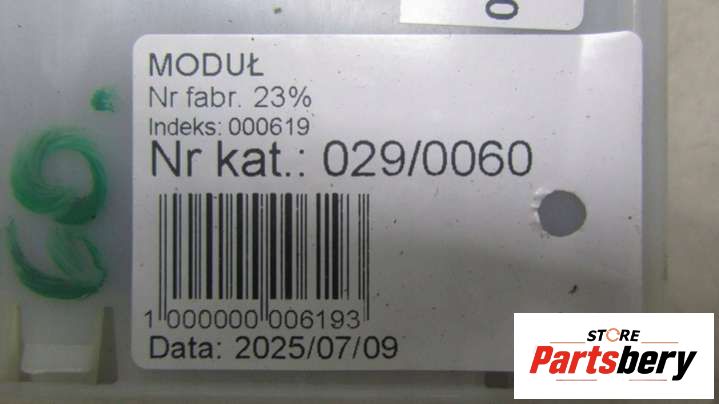 0
MODUŁ
Nr fabr. 23%
Indeks: 000619
Nr kat.: 029/0060
1 000000 006193
Data: 2025/07/09
STORE
Partsbery